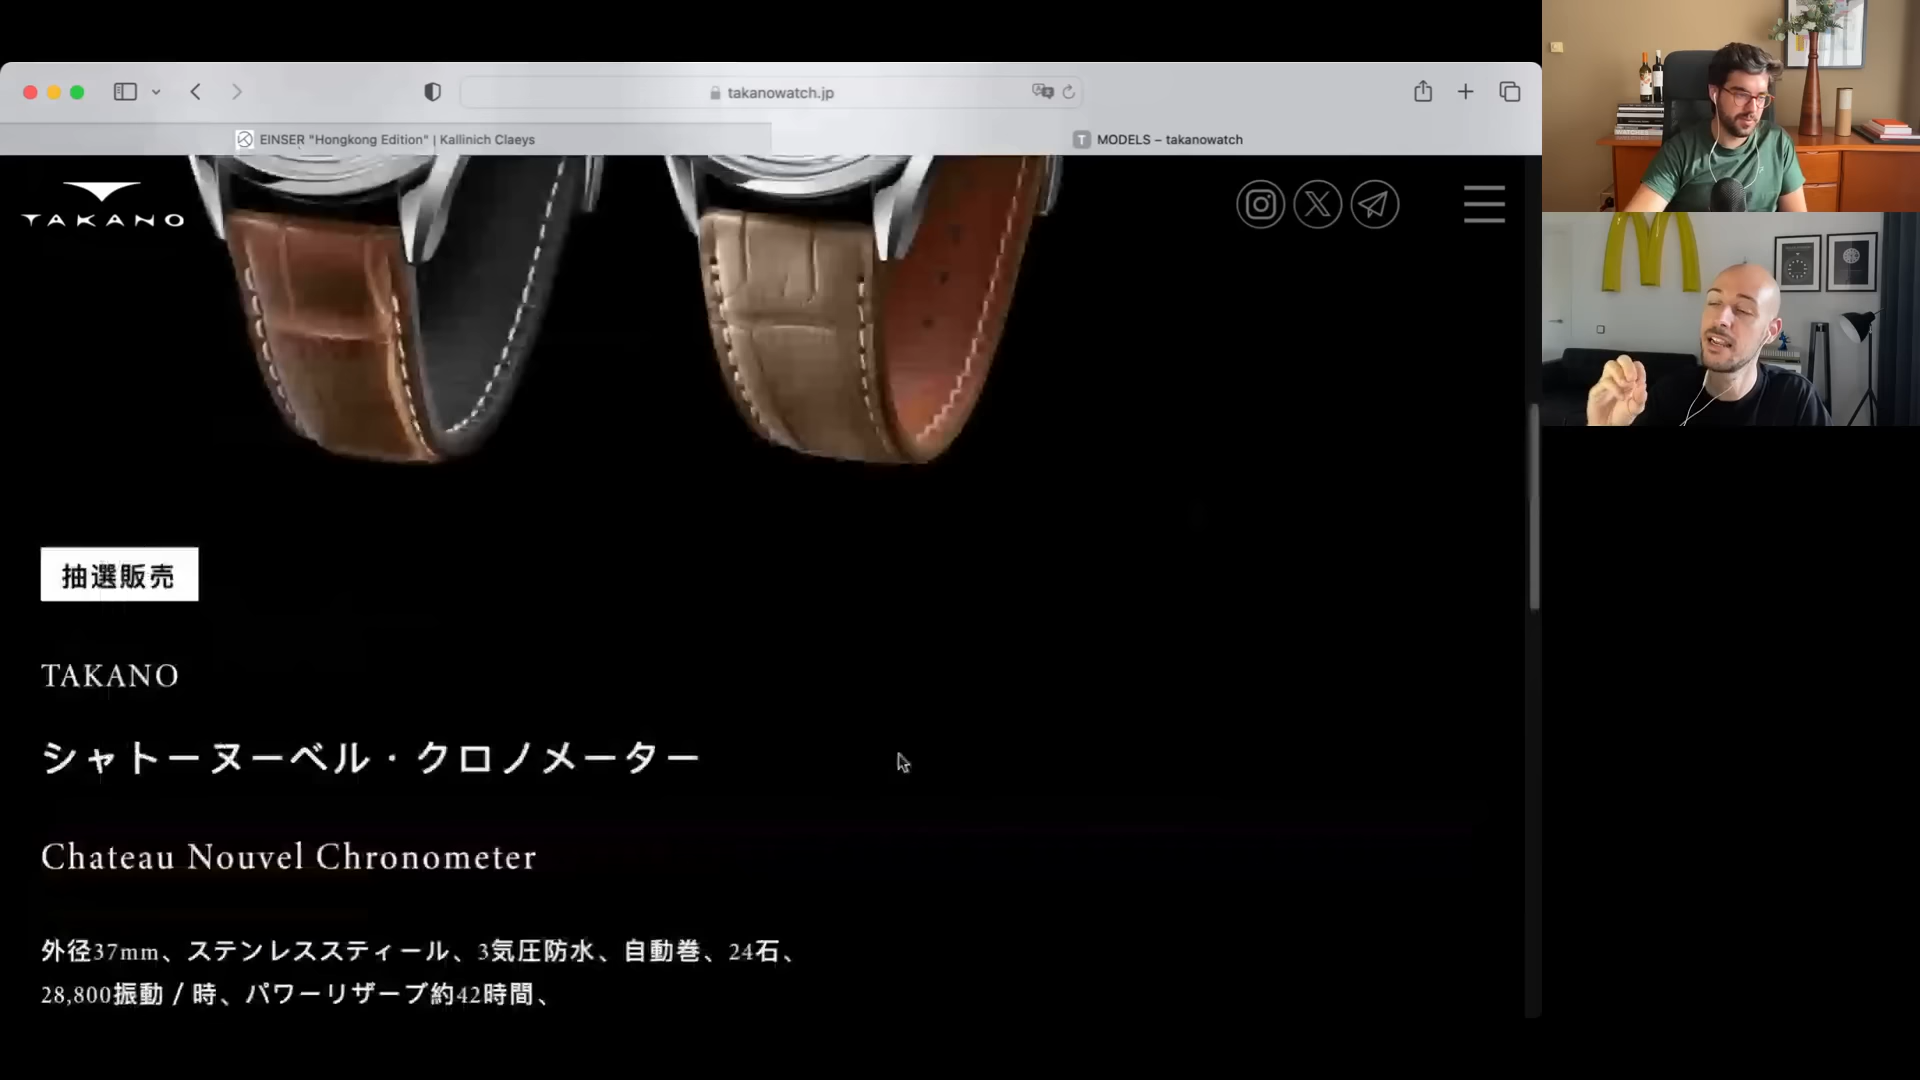 takanowatch.jp
EINSER "Hongkong Edition" | Kallinich Claeys
T MODELS – takanowatch
TAKANO
抽選販売
TAKANO
シャトーヌーベル・クロノメーター
Chateau Nouvel Chronometer
外径37mm、ステンレススティール、3気圧防水、自動巻、24石、
28,800振動 / 時、パワーリザーブ約42時間、